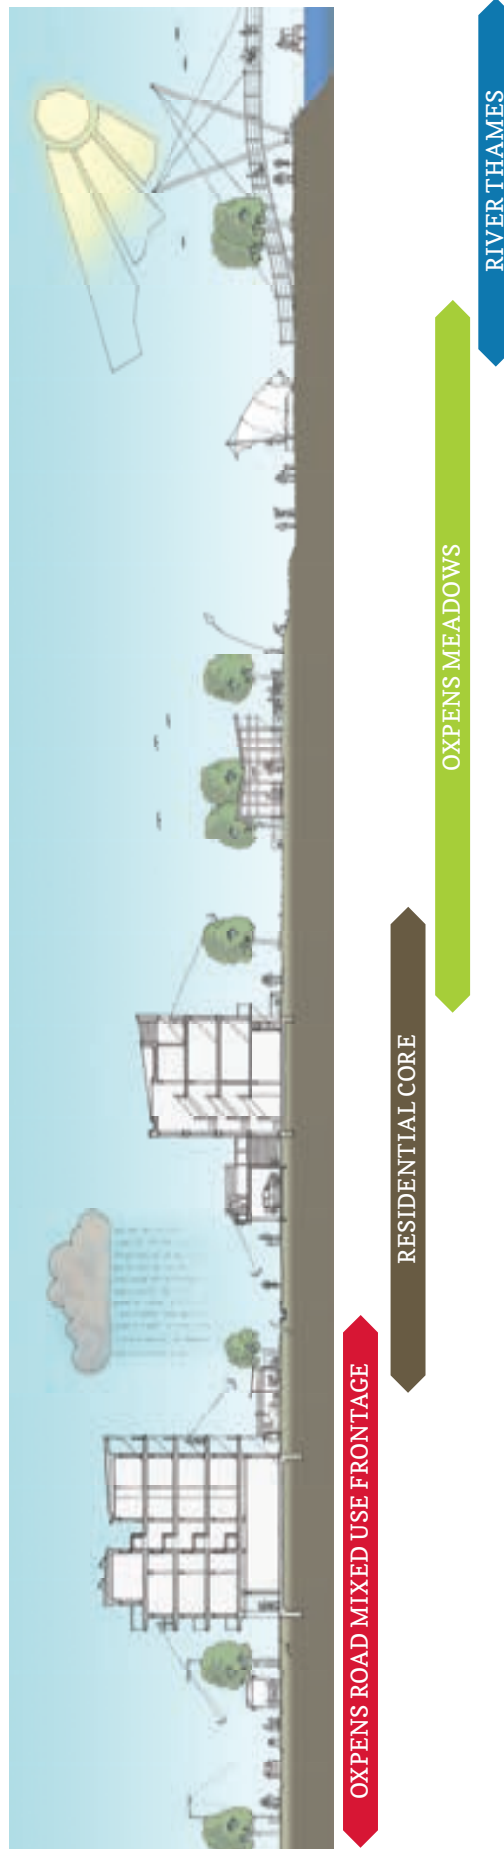 OXPENS ROAD MIXED USE FRONTAGE
RESIDENTIAL CORE
OXPENS MEADOWS
RIVER THAMES